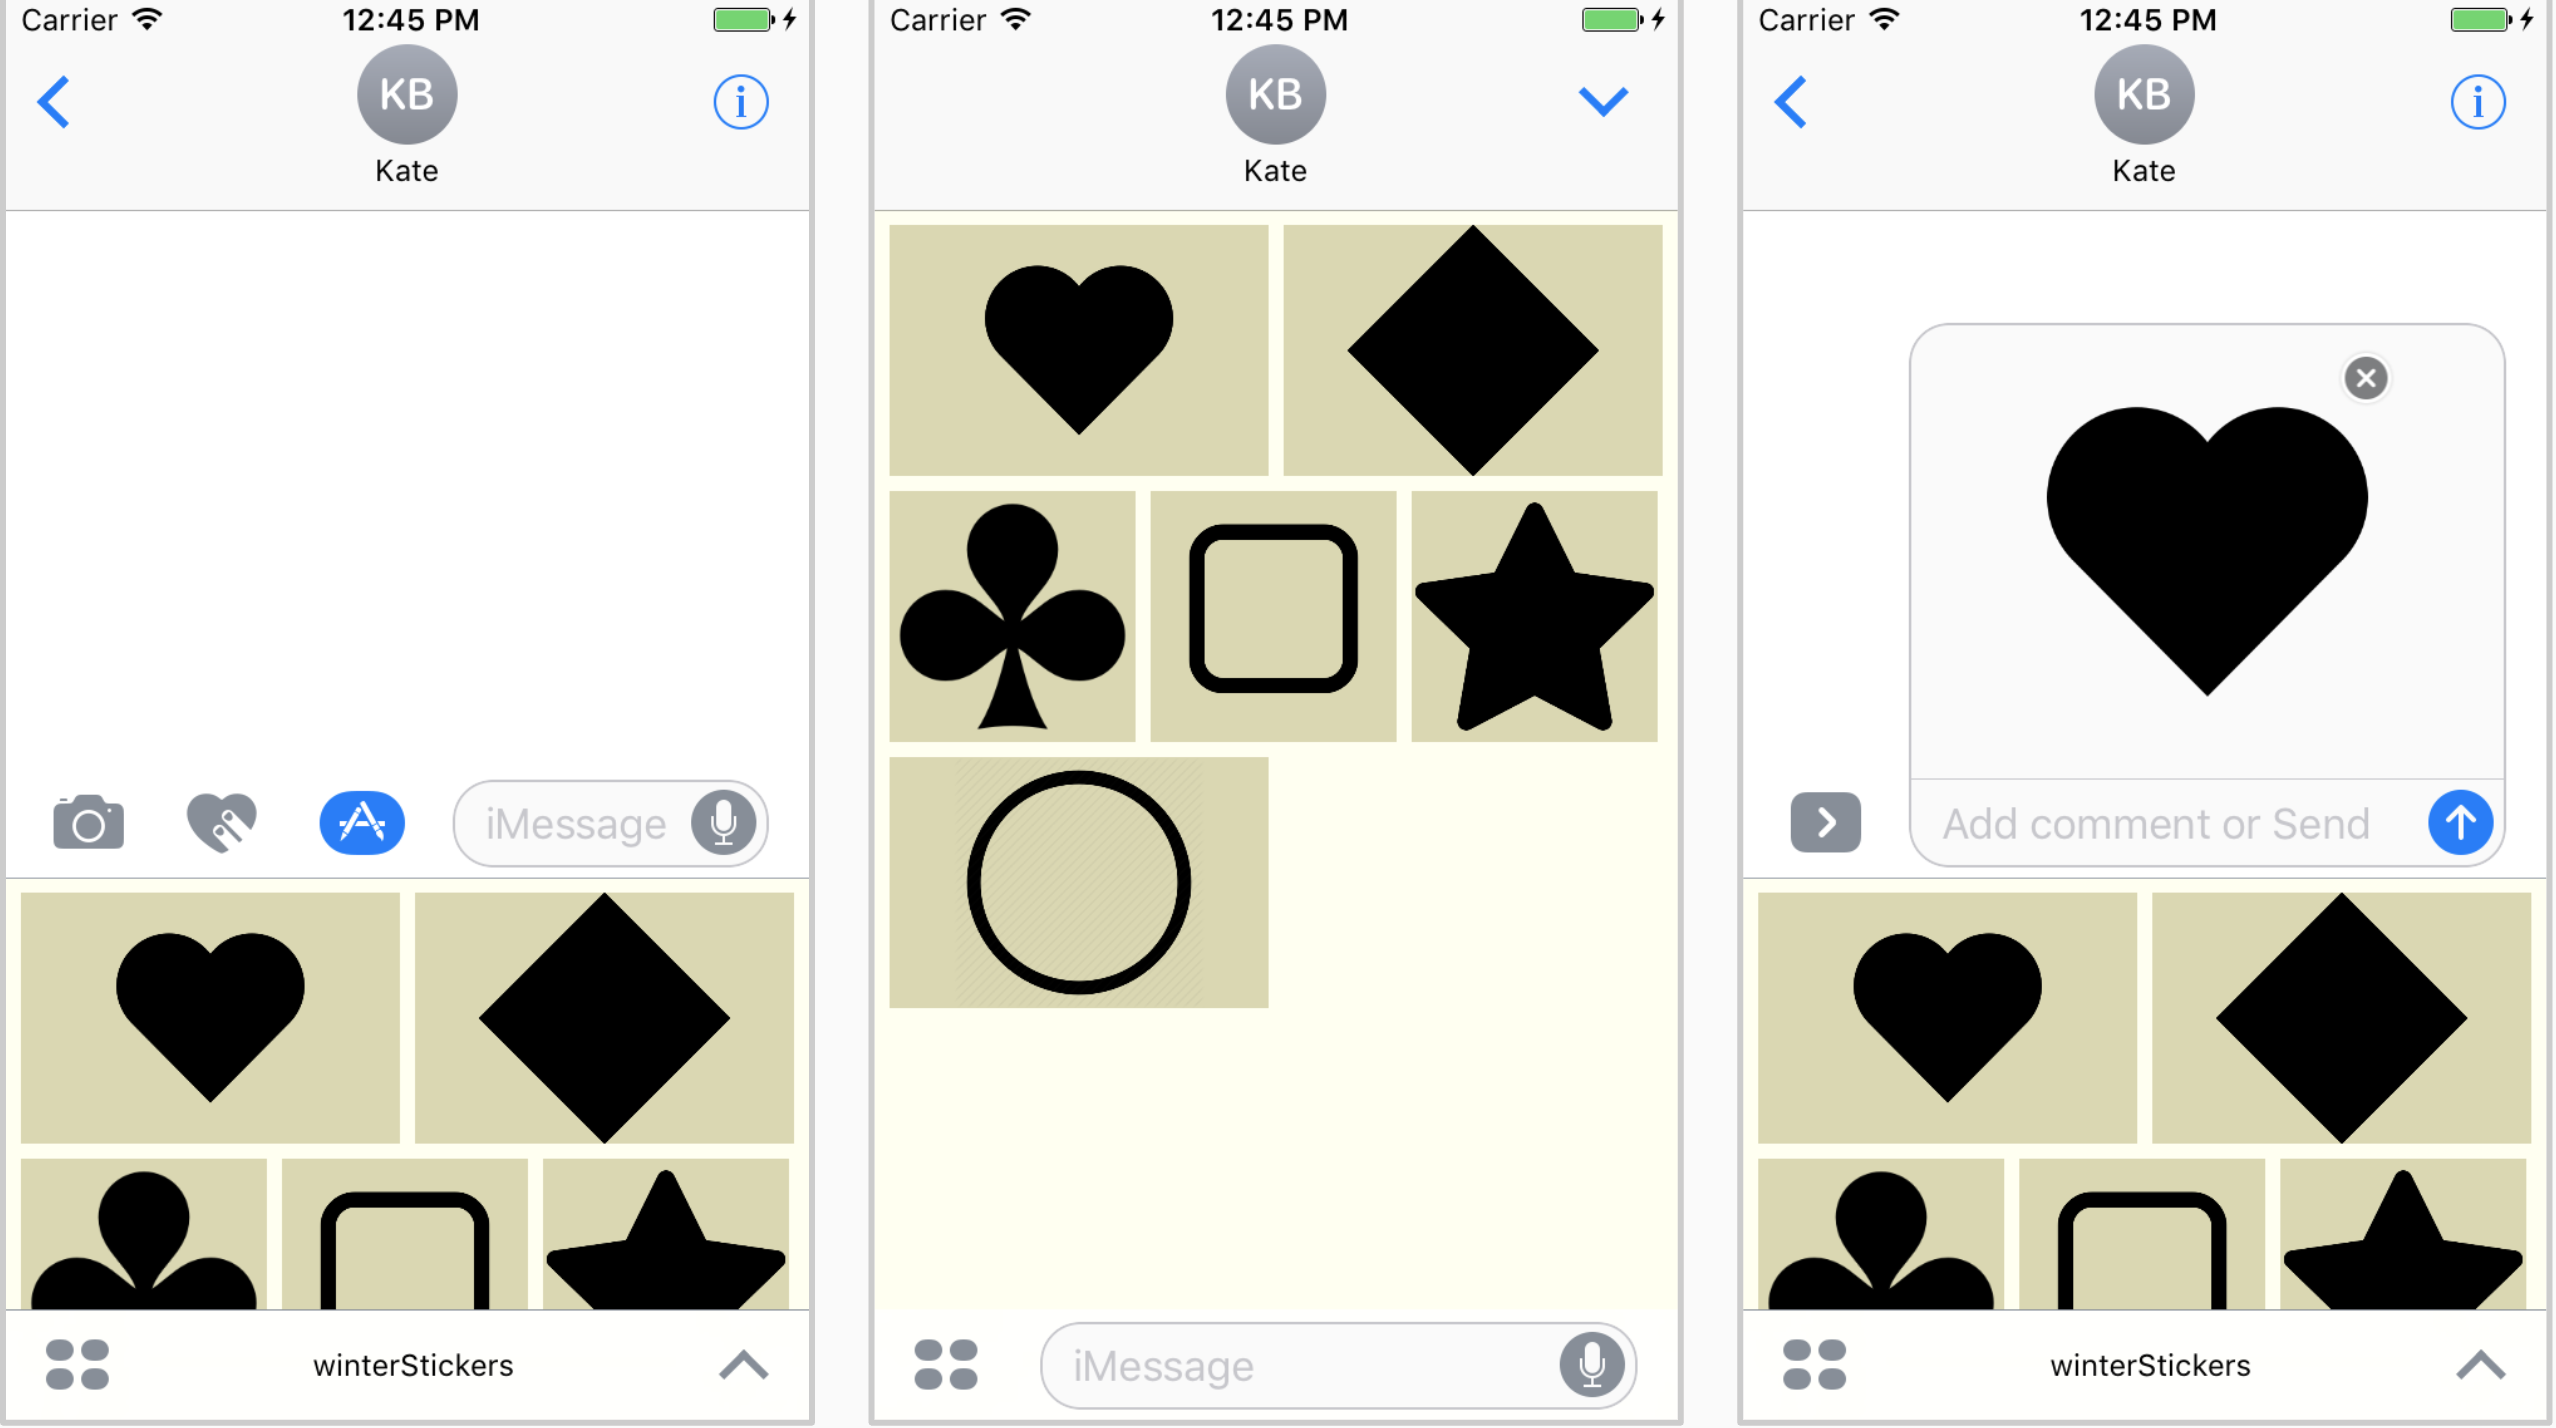 Carrier 12:45 PM
KB
i
Kate
iMessage
winterStickers
Carrier 12:45 PM
KB
Kate
iMessage
Carrier 12:45 PM
KB
i
Kate
Add comment or Send
winterStickers